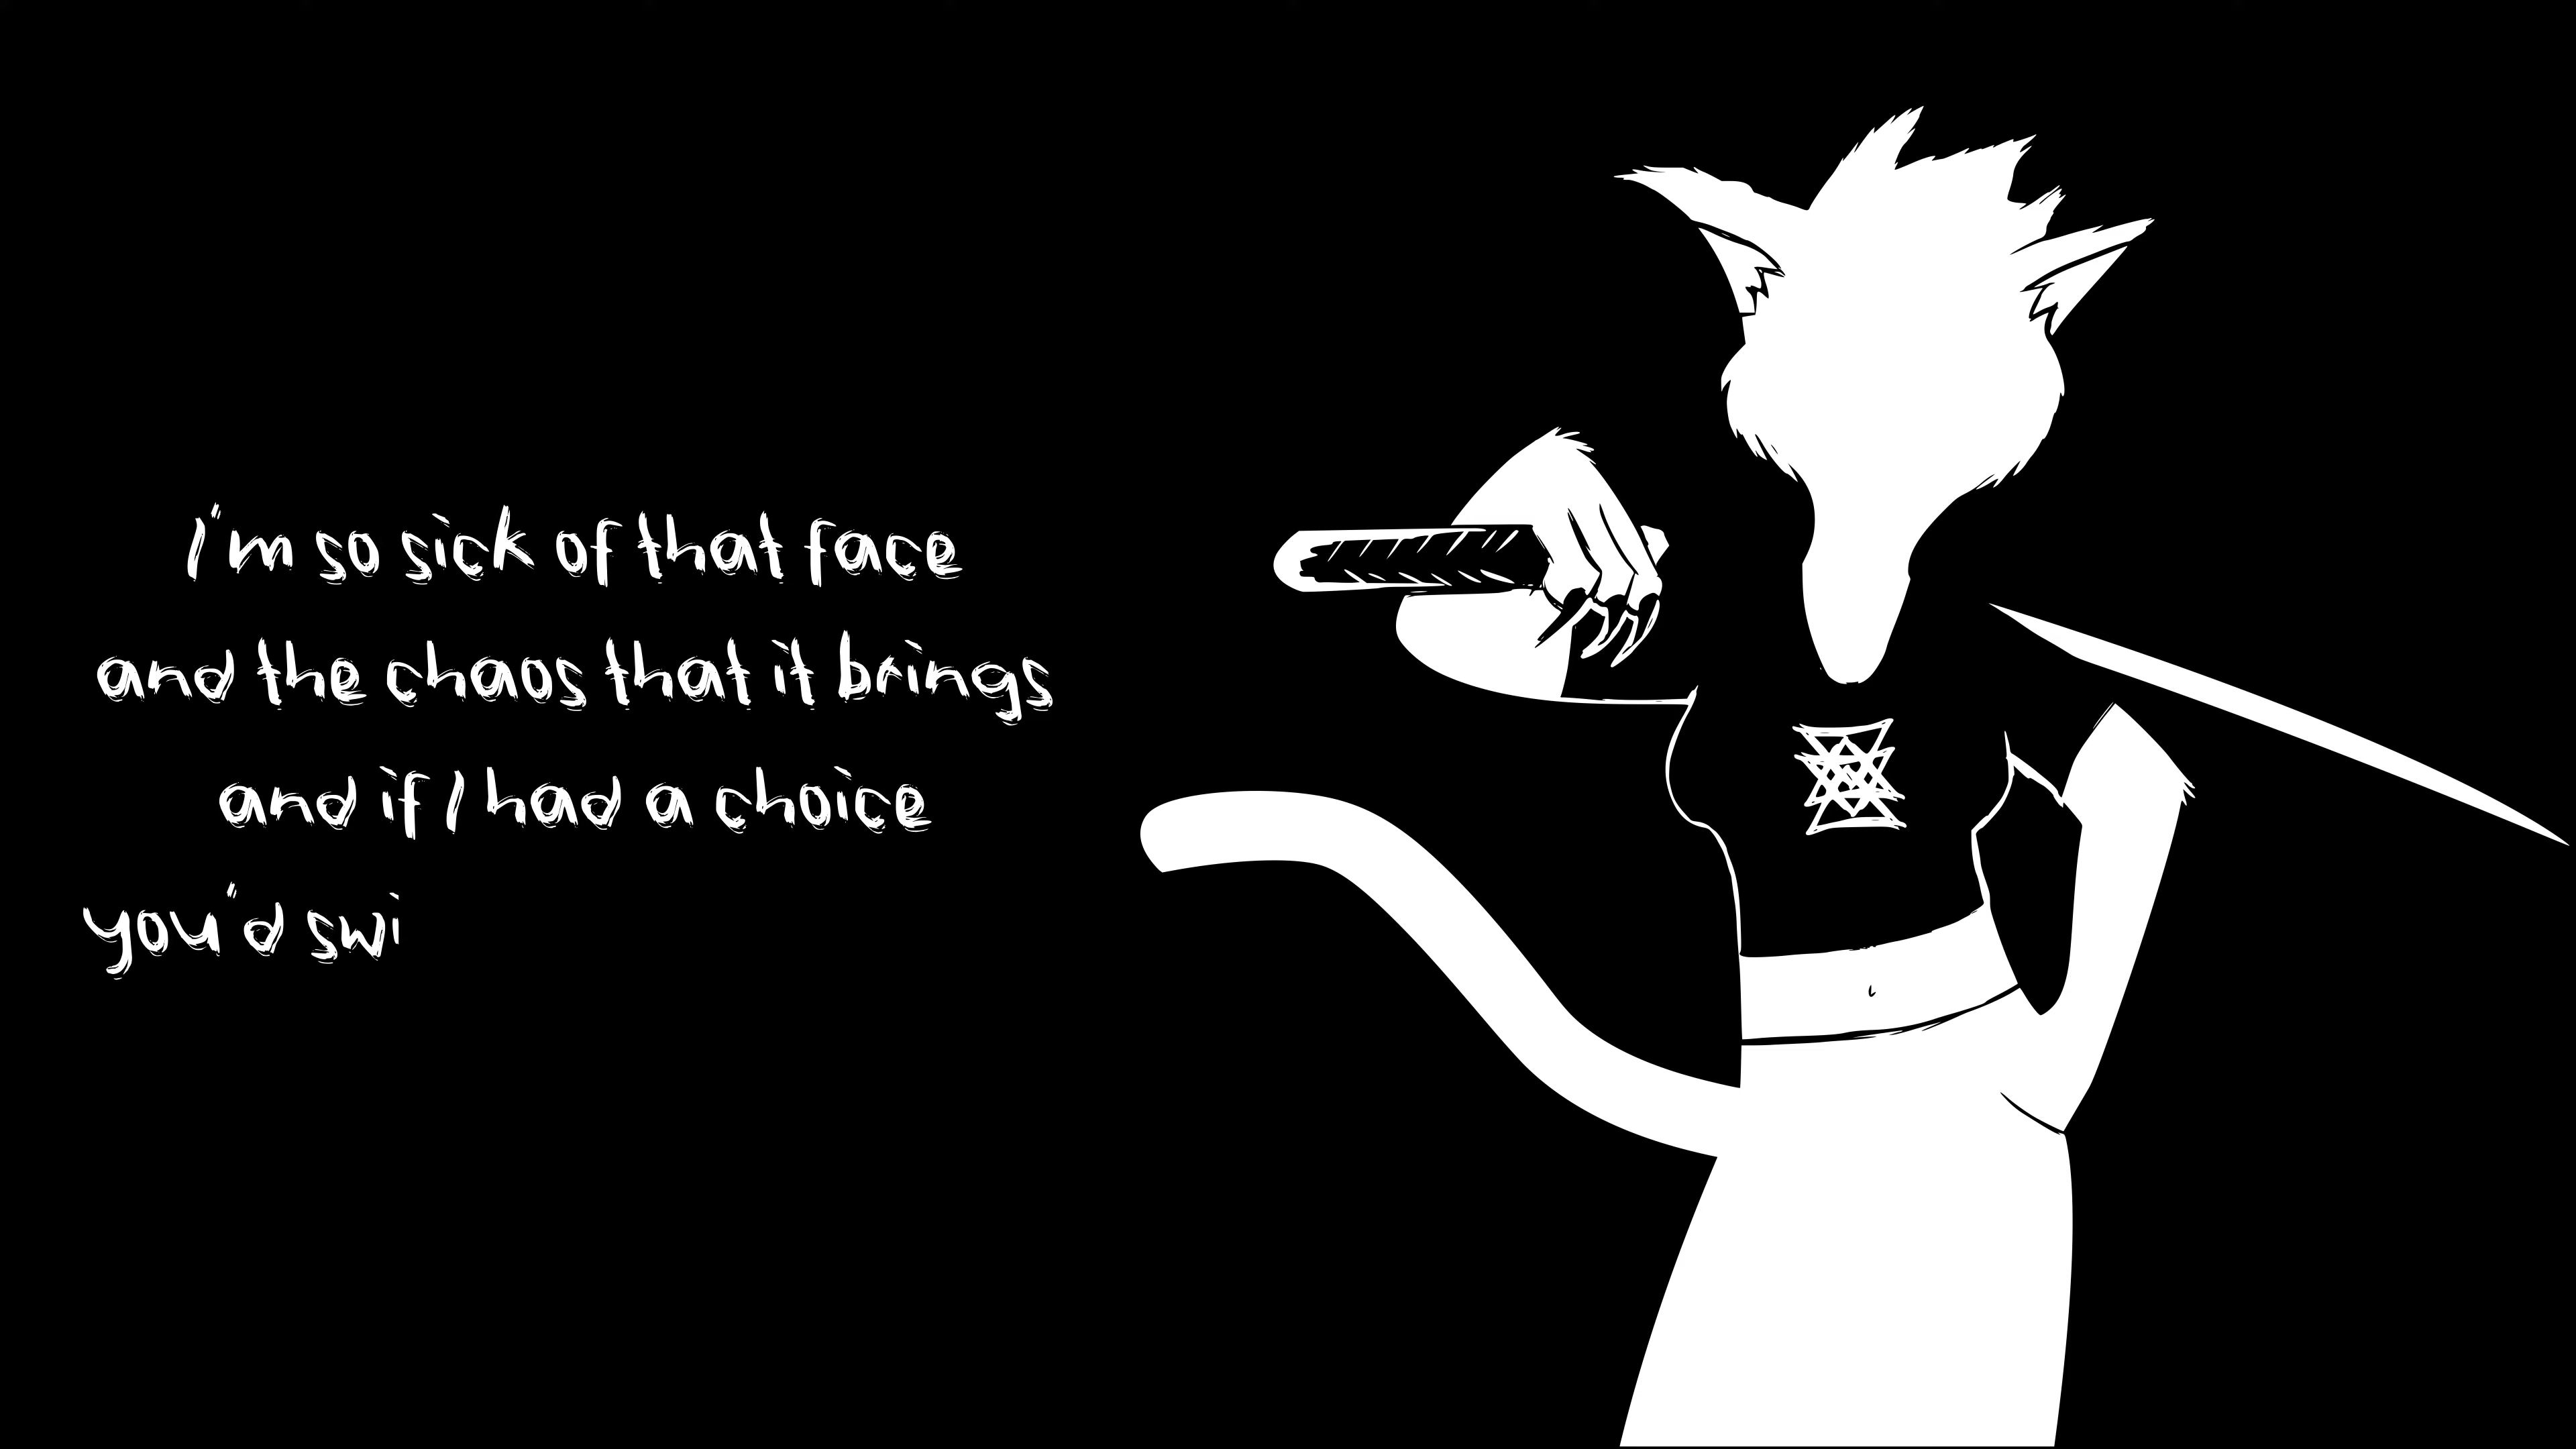 I'm so sick of that face
and the chaos that it brings
and if I had a choice
you'd swi